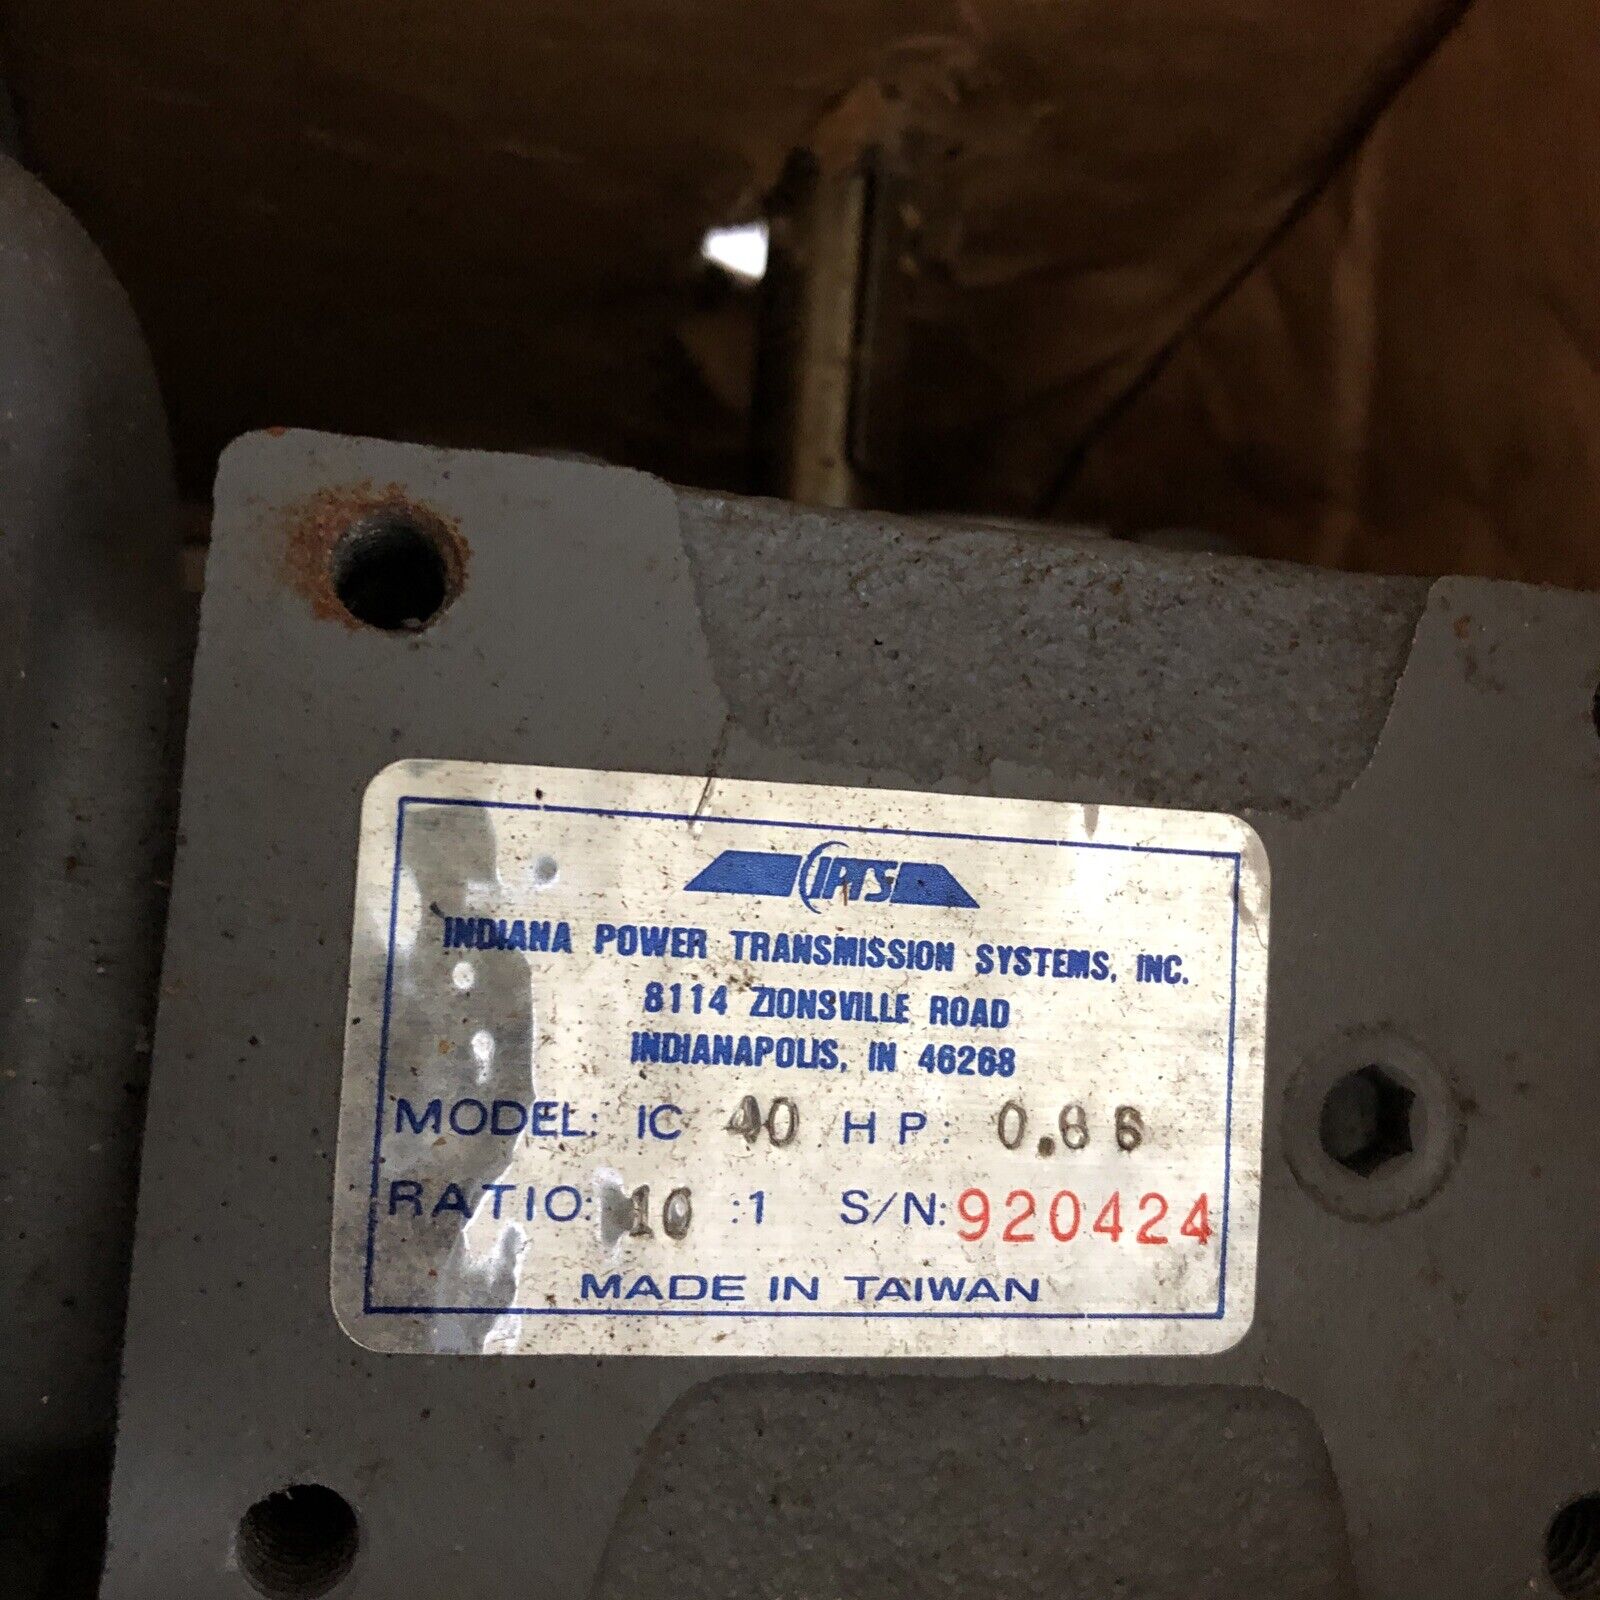 IPTS
INDIANA POWER TRANSMISSION SYSTEMS, INC.
8114 ZIONSVILLE ROAD
INDIANAPOLIS, IN 46268
MODEL: IC 40 HP: 0.66
RATIO: 10 :1 S/N: 920424
MADE IN TAIWAN